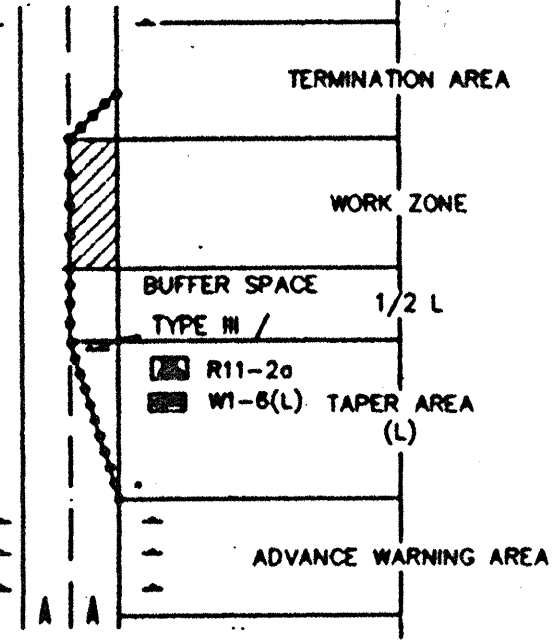 TERMINATION AREA
WORK ZONE
BUFFER SPACE
1/2 L
TYPE III
R11-2a
W1-6(L) TAPER AREA
(L)
ADVANCE WARNING AREA